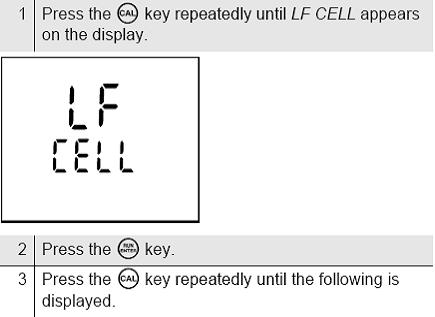 1 Press the CAL key repeatedly until LF CELL appears
on the display.
LF
CELL
2 Press the RUN ENTER key.
3 Press the CAL key repeatedly until the following is
displayed.